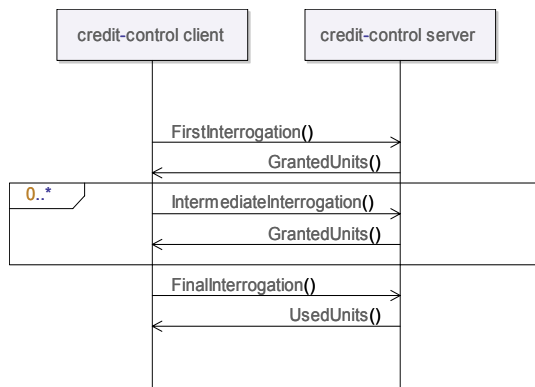 credit-control client
credit-control server
FirstInterrogation()
GrantedUnits()
0..*
IntermediateInterrogation()
GrantedUnits()
FinalInterrogation()
UsedUnits()